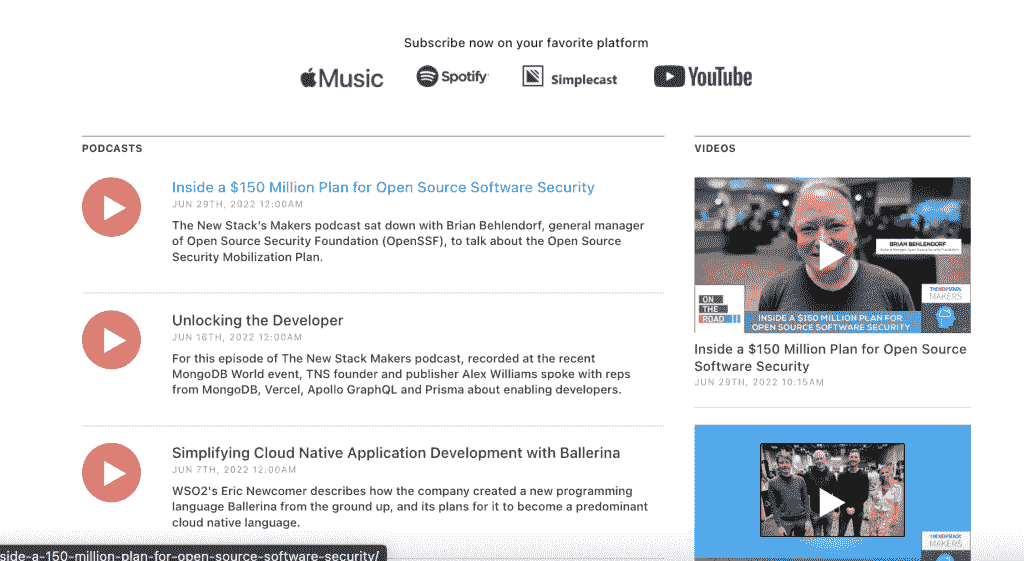 Subscribe now on your favorite platform
Music
Spotify
Simplecast
YouTube
PODCASTS
Inside a $150 Million Plan for Open Source Software Security
JUN 29TH, 2022 12:00AM
The New Stack's Makers podcast sat down with Brian Behlendorf, general manager
of Open Source Security Foundation (OpenSSF), to talk about the Open Source
Security Mobilization Plan.
Unlocking the Developer
JUN 16TH, 2022 12:00AM
For this episode of The New Stack Makers podcast, recorded at the recent
MongoDB World event, TNS founder and publisher Alex Williams spoke with reps
from MongoDB, Vercel, Apollo GraphQL and Prisma about enabling developers.
Simplifying Cloud Native Application Development with Ballerina
JUN 7TH, 2022 12:00AM
WSO2's Eric Newcomer describes how the company created a new programming
language Ballerina from the ground up, and its plans for it to become a predominant
cloud native language.
side-a-150-million-plan-for-open-source-software-security/
VIDEOS
BRIAN BEHLENDORF
ON
THE
ROAD
THENEWSTACK
MAKERS
INSIDE A $150 MILLION PLAN FOR
OPEN SOURCE SOFTWARE SECURITY
Inside a $150 Million Plan for Open Source
Software Security
JUN 29TH, 2022 10:15AM
THENEWSTACK
MAKERS